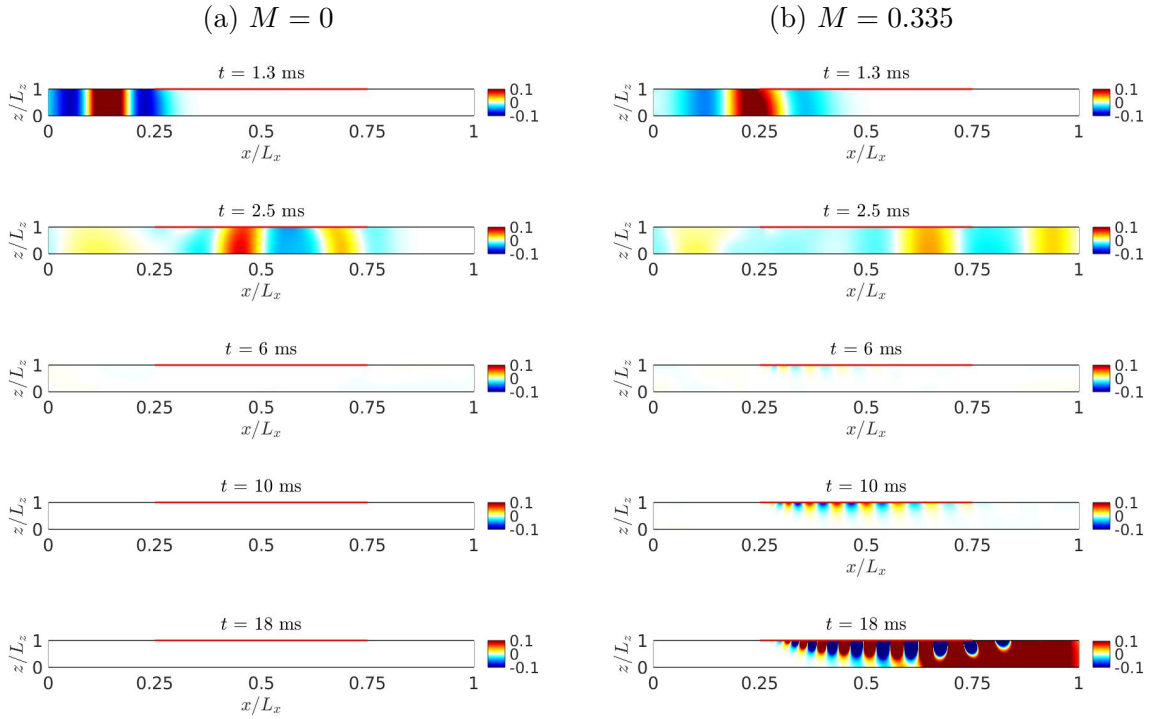 (a) M = 0
t = 1.3 ms
z/L_z
1
0
0 0.25 0.5 0.75 1
x/L_x
0.1
0
-0.1
t = 2.5 ms
z/L_z
1
0
0 0.25 0.5 0.75 1
x/L_x
0.1
0
-0.1
t = 6 ms
z/L_z
1
0
0 0.25 0.5 0.75 1
x/L_x
0.1
0
-0.1
t = 10 ms
z/L_z
1
0
0 0.25 0.5 0.75 1
x/L_x
0.1
0
-0.1
t = 18 ms
z/L_z
1
0
0 0.25 0.5 0.75 1
x/L_x
0.1
0
-0.1
(b) M = 0.335
t = 1.3 ms
z/L_z
1
0
0 0.25 0.5 0.75 1
x/L_x
0.1
0
-0.1
t = 2.5 ms
z/L_z
1
0
0 0.25 0.5 0.75 1
x/L_x
0.1
0
-0.1
t = 6 ms
z/L_z
1
0
0 0.25 0.5 0.75 1
x/L_x
0.1
0
-0.1
t = 10 ms
z/L_z
1
0
0 0.25 0.5 0.75 1
x/L_x
0.1
0
-0.1
t = 18 ms
z/L_z
1
0
0 0.25 0.5 0.75 1
x/L_x
0.1
0
-0.1